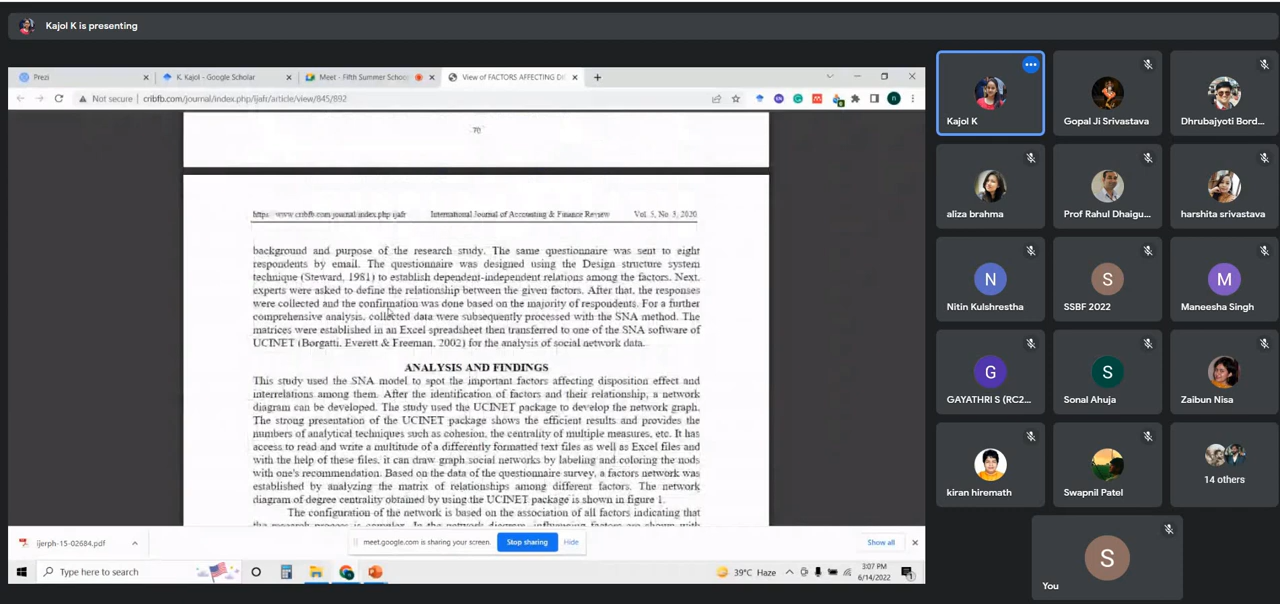 Kajol K is presenting
Prezi
K. Kajol - Google Scholar
Meet - Fifth Summer School
View of FACTORS AFFECTING DI
Not secure
cribfb.com/journal/index.php/ijafr/article/view/845/892
70
https www.cribfb.com/journal/index.php ijafr International Journal of Accounting & Finance Review Vol. 5, No. 3, 2020
background and purpose of the research study. The same questionnaire was sent to eight
respondents by email. The questionnaire was designed using the Design structure system
technique (Steward, 1981) to establish dependent-independent relations among the factors. Next,
experts were asked to define the relationship between the given factors. After that, the responses
were collected and the confirmation was done based on the majority of respondents. For a further
comprehensive analysis, collected data were subsequently processed with the SNA method. The
matrices were established in an Excel spreadsheet then transferred to one of the SNA software of
UCINET (Borgatti, Everett & Freeman, 2002) for the analysis of social network data.
ANALYSIS AND FINDINGS
This study used the SNA model to spot the important factors affecting disposition effect and
interrelations among them. After the identification of factors and their relationship, a network
diagram can be developed. The study used the UCINET package to develop the network graph.
The strong presentation of the UCINET package shows the efficient results and provides the
numbers of analytical techniques such as cohesion, the centrality of multiple measures, etc. It has
access to read and write a multitude of a differently formatted text files as well as Excel files and
with the help of these files, it can draw graph social networks by labeling and coloring the nods
with one's recommendation. Based on the data of the questionnaire survey, a factors network was
established by analyzing the matrix of relationships among different factors. The network
diagram of degree centrality obtained by using the UCINET package is shown in figure 1.
The configuration of the network is based on the association of all factors indicating that
the research process is complex. In the network diagram, influencing factors are shown with
ijerph-15-02684.pdf
meet.google.com is sharing your screen.
Stop sharing
Hide
Show all
Type here to search
39°C Haze
3:07 PM
6/14/2022
1
Kajol K
Gopal Ji Srivastava
Dhrubajyoti Bord...
aliza brahma
Prof Rahul Dhaigu...
harshita srivastava
N
Nitin Kulshrestha
S
SSBF 2022
M
Maneesha Singh
G
GAYATHRI S (RC2...
S
Sonal Ahuja
Zaibun Nisa
kiran hiremath
Swapnil Patel
14 others
S
You